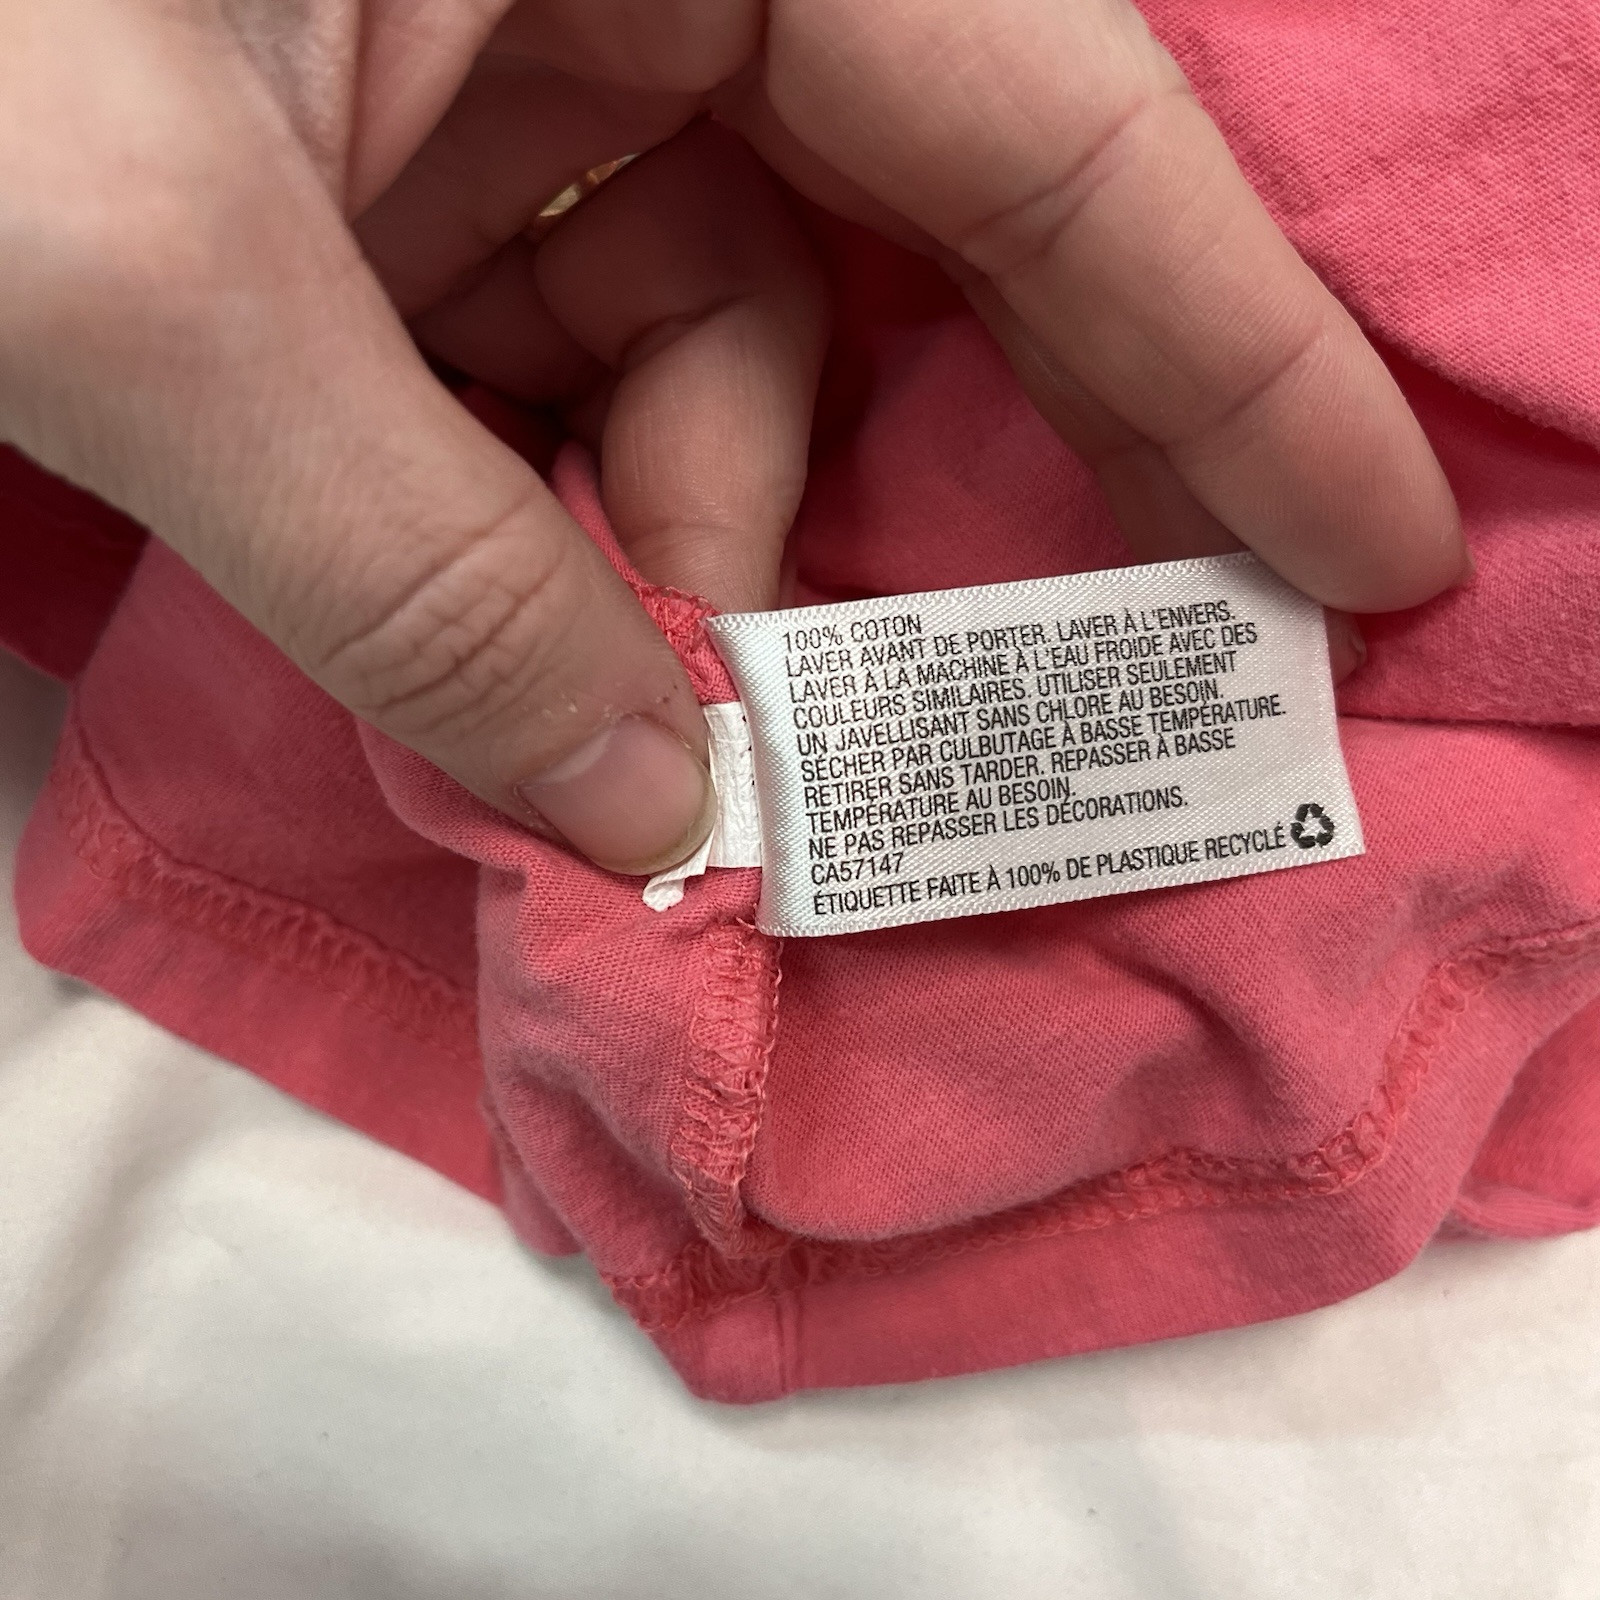 100% COTON
LAVER AVANT DE PORTER. LAVER À L'ENVERS.
LAVER À LA MACHINE À L'EAU FROIDE AVEC DES
COULEURS SIMILAIRES. UTILISER SEULEMENT
UN JAVELLISANT SANS CHLORE AU BESOIN.
SÉCHER PAR CULBUTAGE À BASSE TEMPÉRATURE.
RETIRER SANS TARDER. REPASSER À BASSE
TEMPÉRATURE AU BESOIN.
NE PAS REPASSER LES DÉCORATIONS.
CA57147
ÉTIQUETTE FAITE À 100% DE PLASTIQUE RECYCLÉ